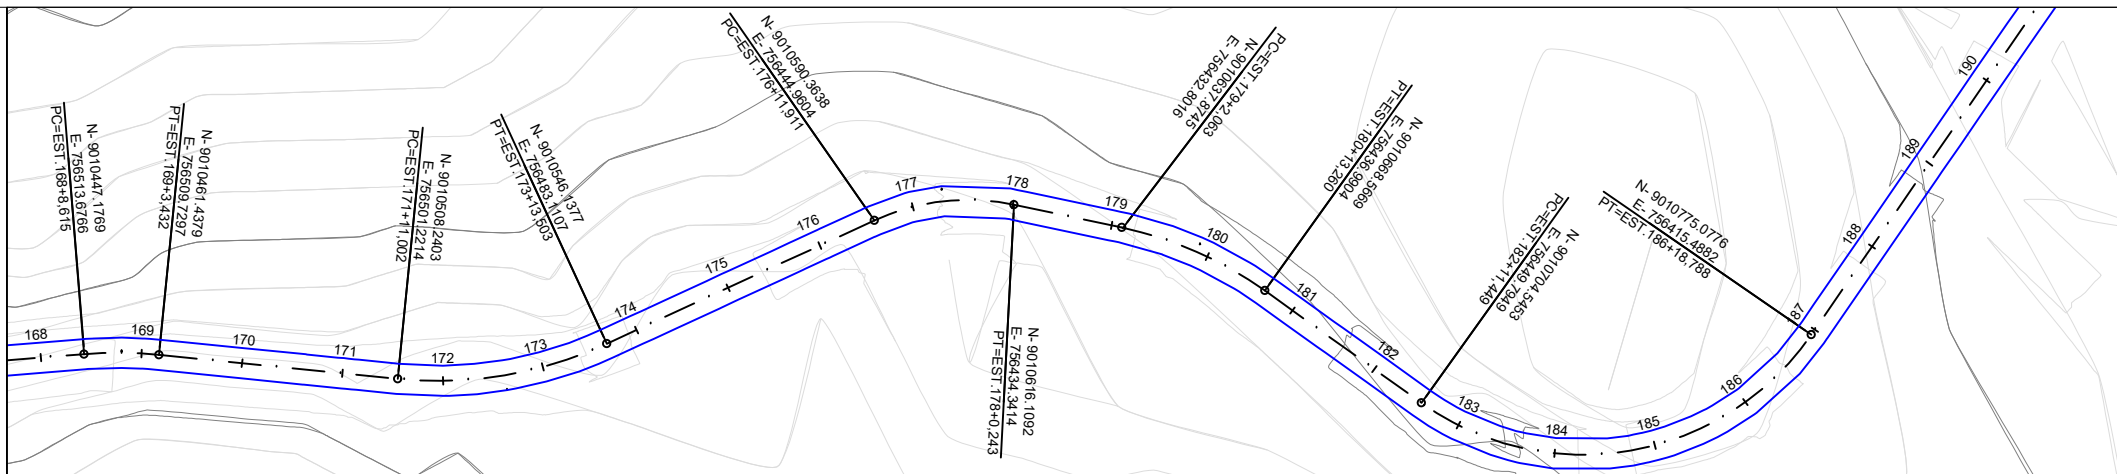 N- 9010447.1769
E- 756513.6766
PC=EST.168+8,615
N- 9010461.4379
E- 756509.7297
PT=EST.169+3,432
N- 9010508.2403
E- 756501.2214
PC=EST.171+11,002
N- 9010546.1377
E- 756483.1107
PT=EST.173+13,503
N- 9010590.3638
E- 756444.9604
PC=EST.176+11,911
N- 9010616.1092
E- 756434.3414
PT=EST.178+0,243
PC=EST.179+2,063
N- 9010637.8745
E- 756432.8016
PT=EST.180+13,260
N- 9010668.5669
E- 756436.9904
PC=EST.182+11,449
N- 9010704.5453
E- 756449.7949
N- 9010775.0776
E- 756415.4882
PT=EST.186+18,788
168
169
170
171
172
173
174
175
176
177
178
179
180
181
182
183
184
185
186
187
188
189
190